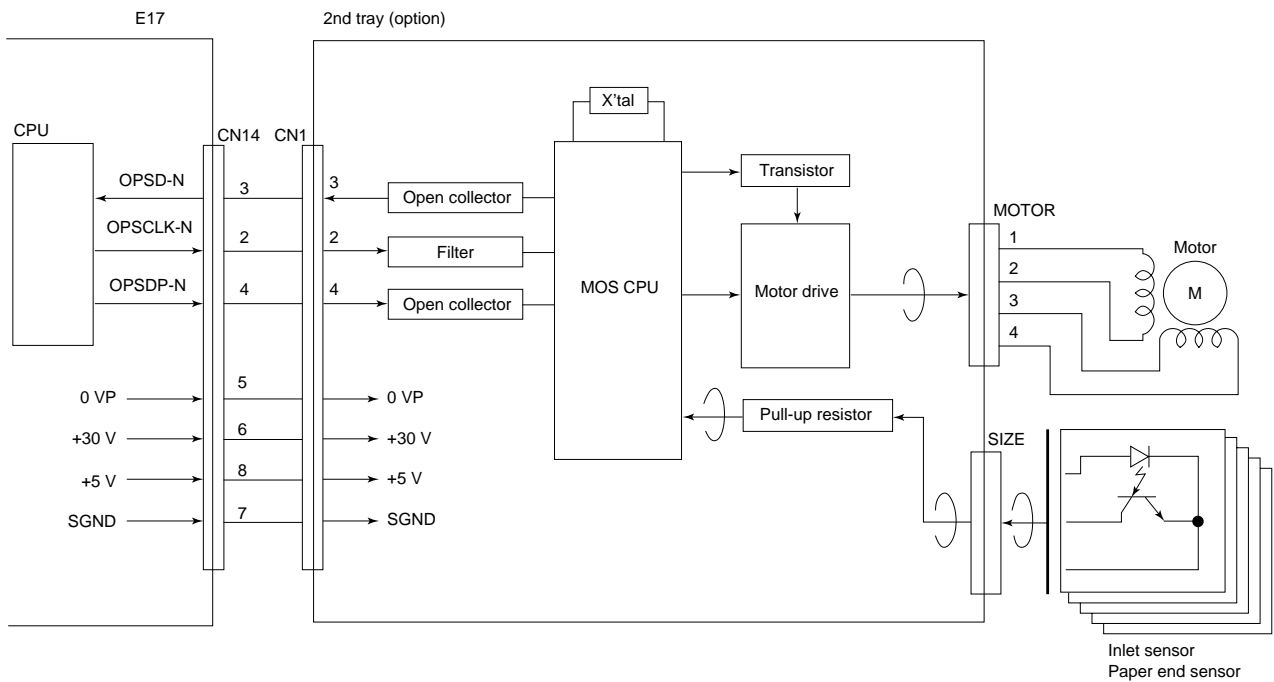 E17
2nd tray (option)
X'tal
CPU
CN14
CN1
OPSD-N
3
3
Open collector
Transistor
OPSCLK-N
2
2
Filter
MOS CPU
Motor drive
OPSDP-N
4
4
Open collector
MOTOR
1
2
3
4
Motor
M
0 VP
5
0 VP
Pull-up resistor
+30 V
6
+30 V
SIZE
+5 V
8
+5 V
SGND
7
SGND
Inlet sensor
Paper end sensor